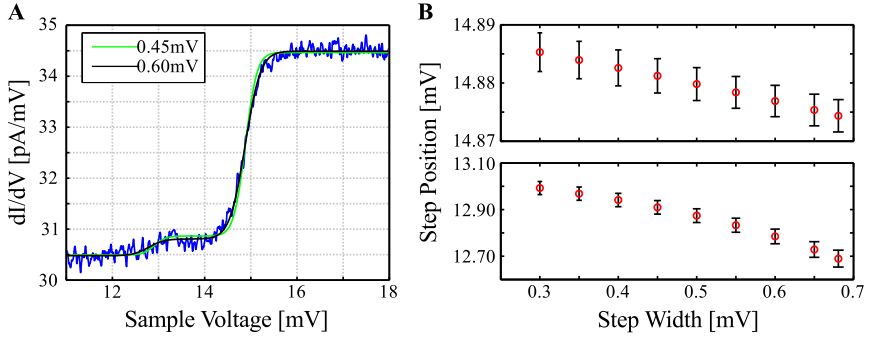 A
dI/dV [pA/mV]
35
34
33
32
31
30
0.45mV
0.60mV
12
14
16
18
Sample Voltage [mV]
B
Step Position [mV]
14.89
14.88
14.87
13.10
12.90
12.70
0.3
0.4
0.5
0.6
0.7
Step Width [mV]